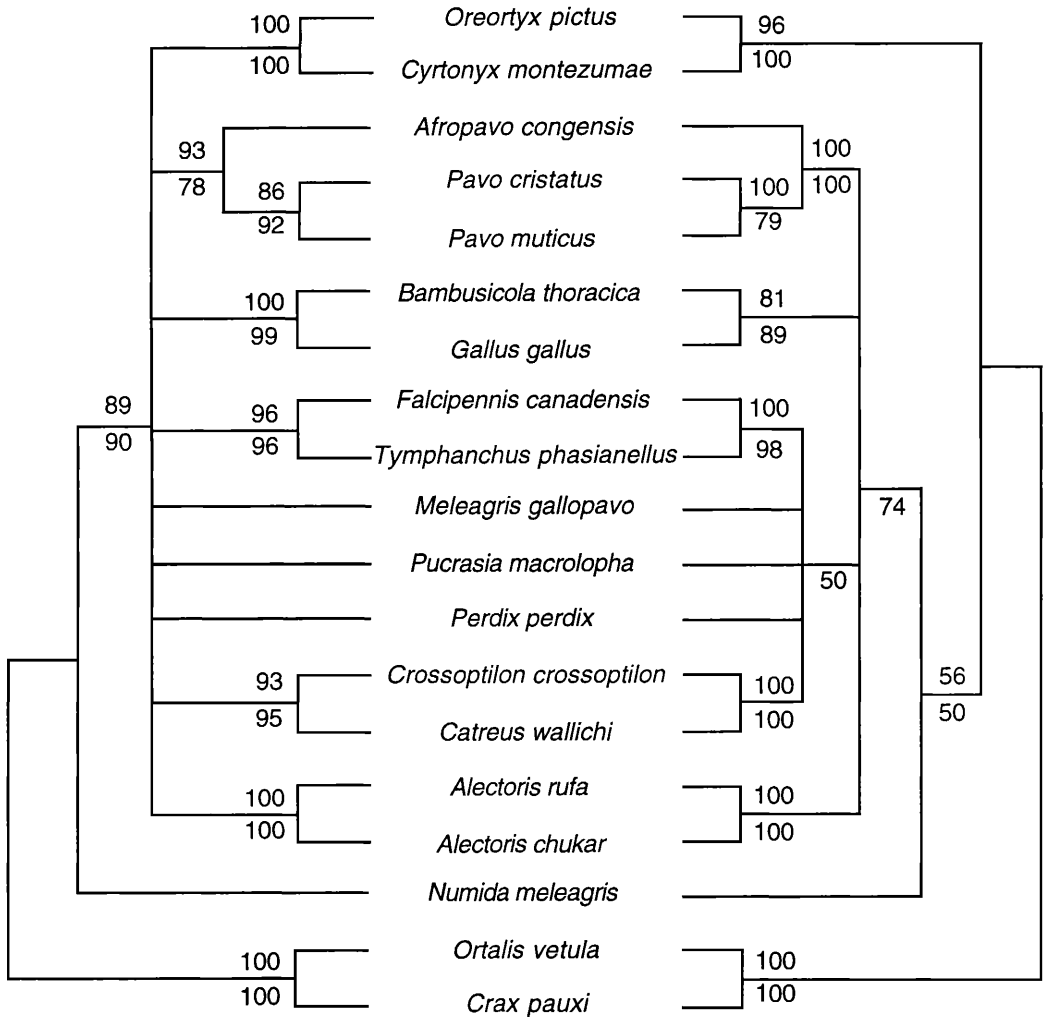 100 Oreortyx pictus 96
100 Cyrtonyx montezumae 100
Afropavo congensis
93 100
78 86 Pavo cristatus 100 100
92 Pavo muticus 79
100 Bambusicola thoracica 81
99 Gallus gallus 89
89 96 Falcipennis canadensis 100
90 96 Tymphanchus phasianellus 98
Meleagris gallopavo 74
Pucrasia macrolopha 50
Perdix perdix
93 Crossoptilon crossoptilon 100 56
95 Catreus wallichi 100 50
100 Alectoris rufa 100
100 Alectoris chukar 100
Numida meleagris
100 Ortalis vetula 100
100 Crax pauxi 100